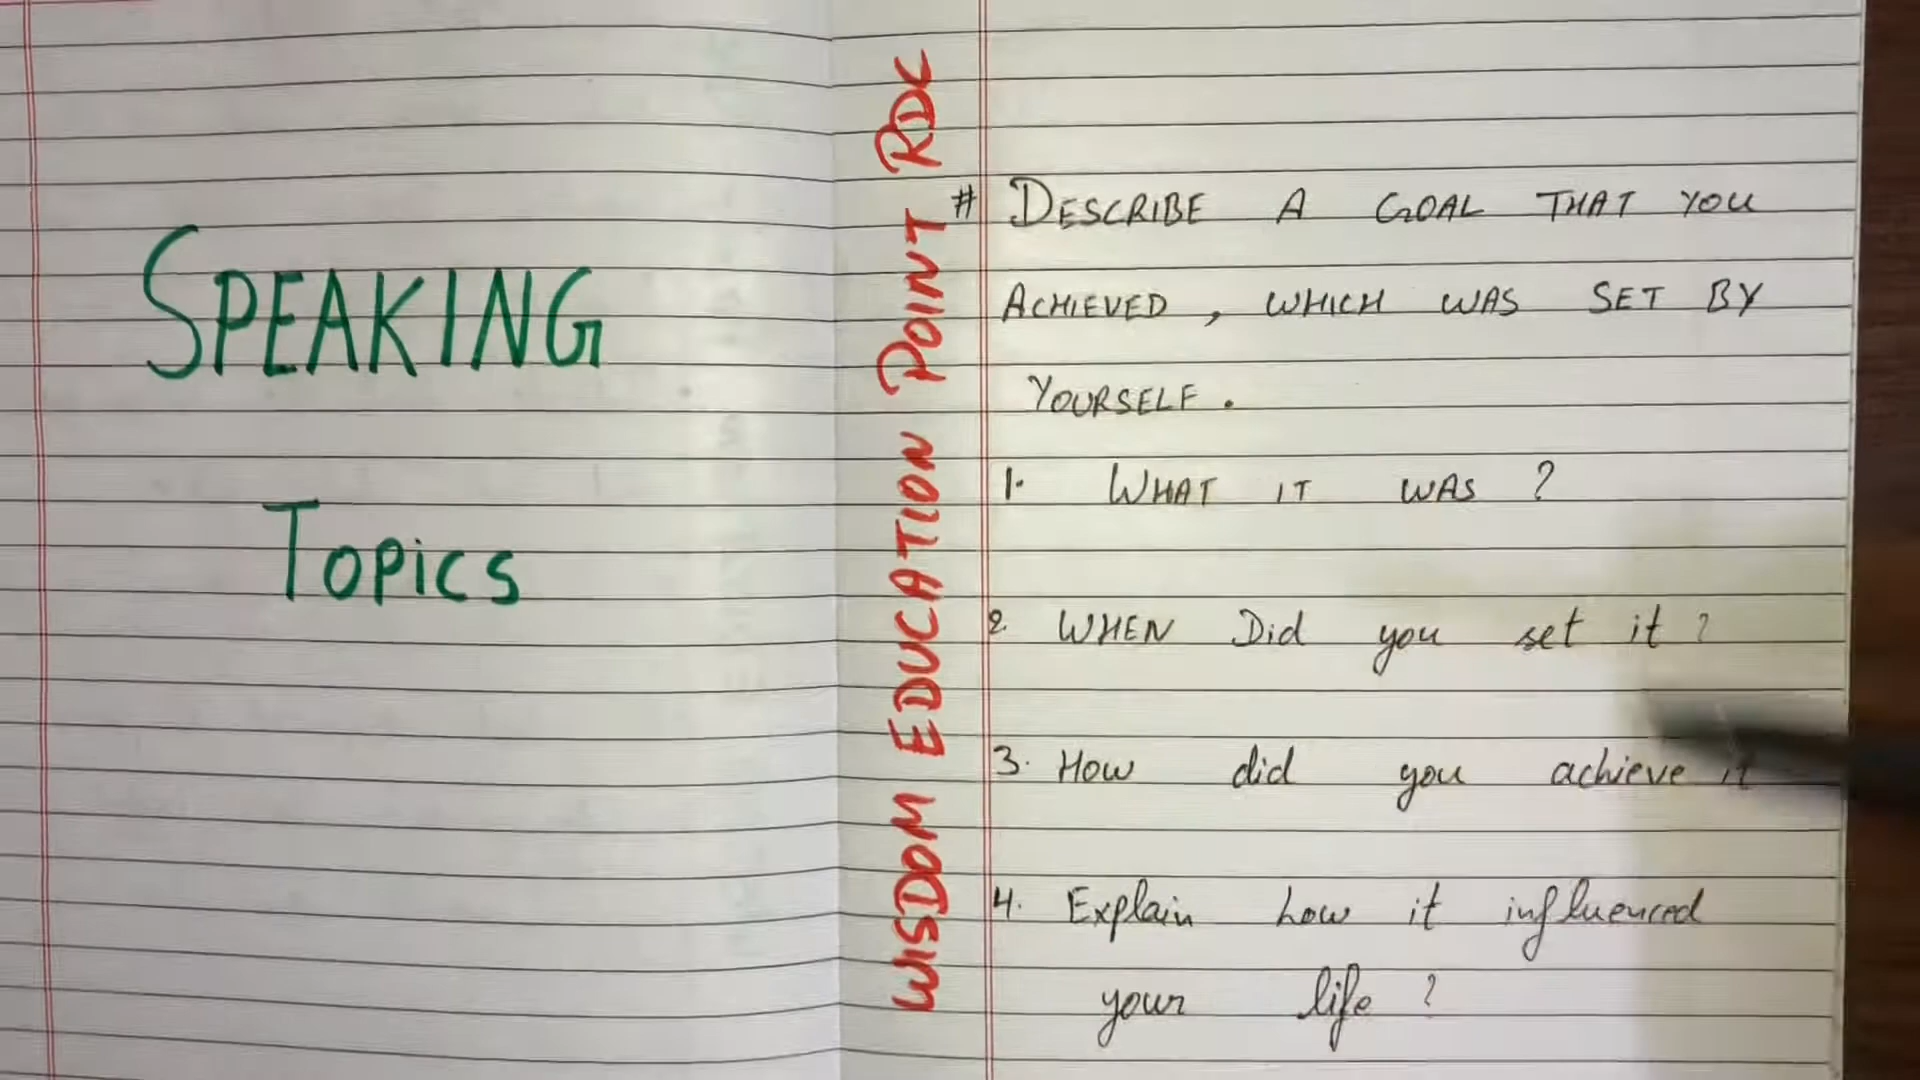 SPEAKING
Topics
WISDOM EDUCATION POINT RDC
# DESCRIBE A GOAL THAT YOU
ACHIEVED, WHICH WAS SET BY
YOURSELF.
1. WHAT IT WAS ?
2. WHEN Did you set it ?
3. How did you achieve it
4. Explain how it influenced
your life ?